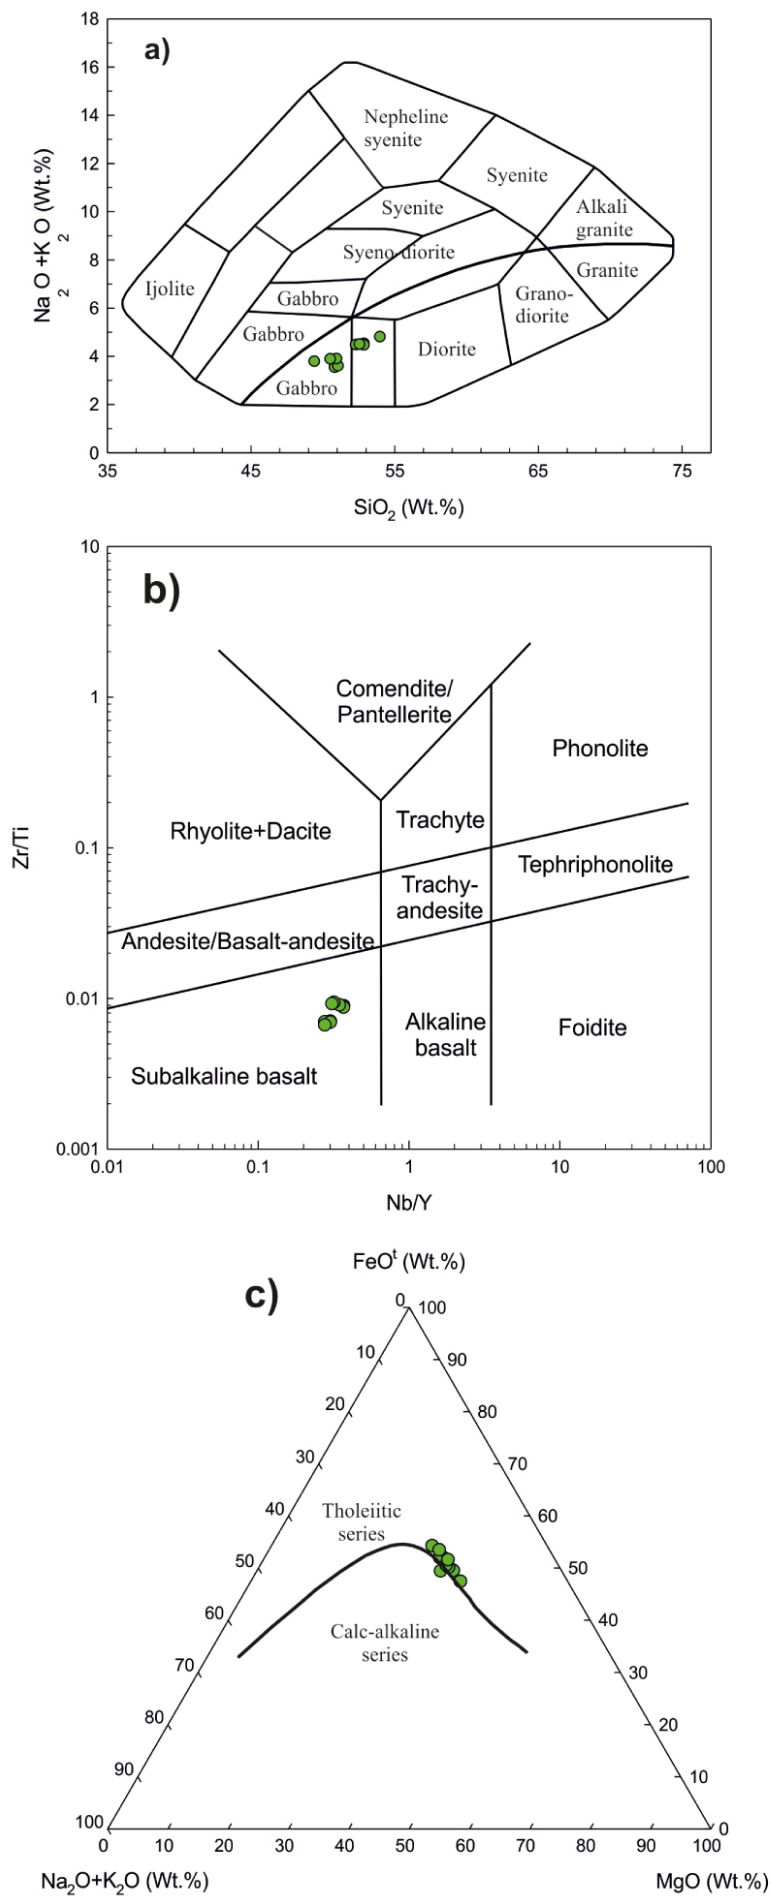 a)
18
16
14
12
10
8
6
4
2
0
Na2O+K2O (Wt.%)
Nepheline
syenite
Syenite
Alkali
granite
Syenite
Syeno-diorite
Granite
Ijolite
Gabbro
Grano-
diorite
Gabbro
Diorite
Gabbro
35
45
55
65
75
SiO2 (Wt.%)
b)
10
1
0.1
0.01
0.001
Zr/Ti
Comendite/
Pantellerite
Phonolite
Rhyolite+Dacite
Trachyte
Tephriphonolite
Trachy-
andesite
Andesite/Basalt-andesite
Alkaline
basalt
Foidite
Subalkaline basalt
0.01
0.1
1
10
100
Nb/Y
c)
FeOt (Wt.%)
0
100
10
90
20
80
30
70
40
60
50
50
60
40
70
30
80
20
90
10
100
0
Tholeiitic
series
Calc-alkaline
series
0
10
20
30
40
50
60
70
80
90
100
Na2O+K2O (Wt.%)
MgO (Wt.%)